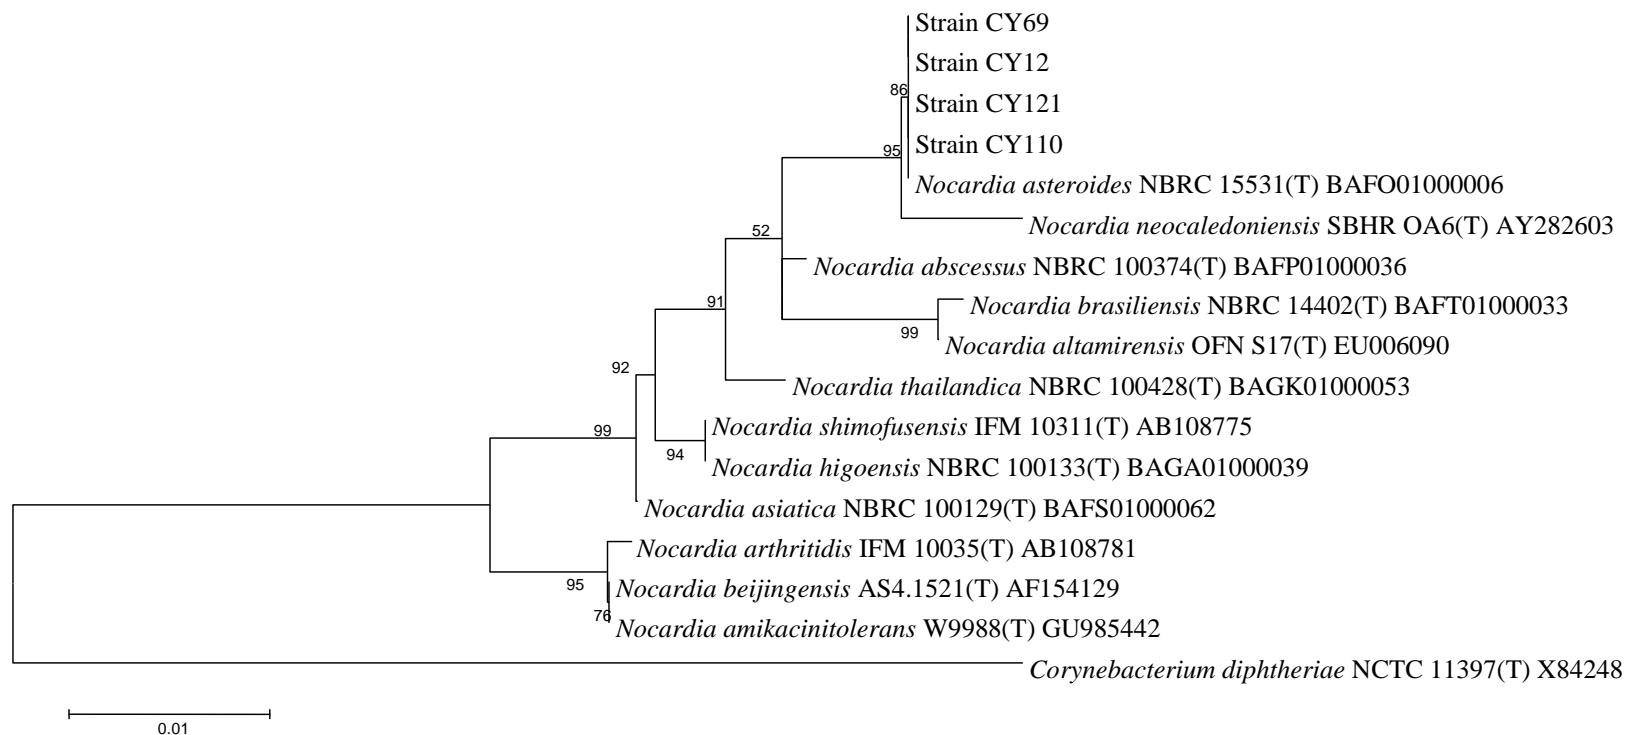 Strain CY69
Strain CY12
86
Strain CY121
Strain CY110
95
Nocardia asteroides NBRC 15531(T) BAFO01000006
Nocardia neocaledoniensis SBHR OA6(T) AY282603
52
Nocardia abscessus NBRC 100374(T) BAFP01000036
91
Nocardia brasiliensis NBRC 14402(T) BAFT01000033
99
Nocardia altamirensis OFN S17(T) EU006090
92
Nocardia thailandica NBRC 100428(T) BAGK01000053
99
Nocardia shimofusensis IFM 10311(T) AB108775
94
Nocardia higoensis NBRC 100133(T) BAGA01000039
Nocardia asiatica NBRC 100129(T) BAFS01000062
Nocardia arthritidis IFM 10035(T) AB108781
95
Nocardia beijingensis AS4.1521(T) AF154129
76
Nocardia amikacinitolerans W9988(T) GU985442
Corynebacterium diphtheriae NCTC 11397(T) X84248
0.01